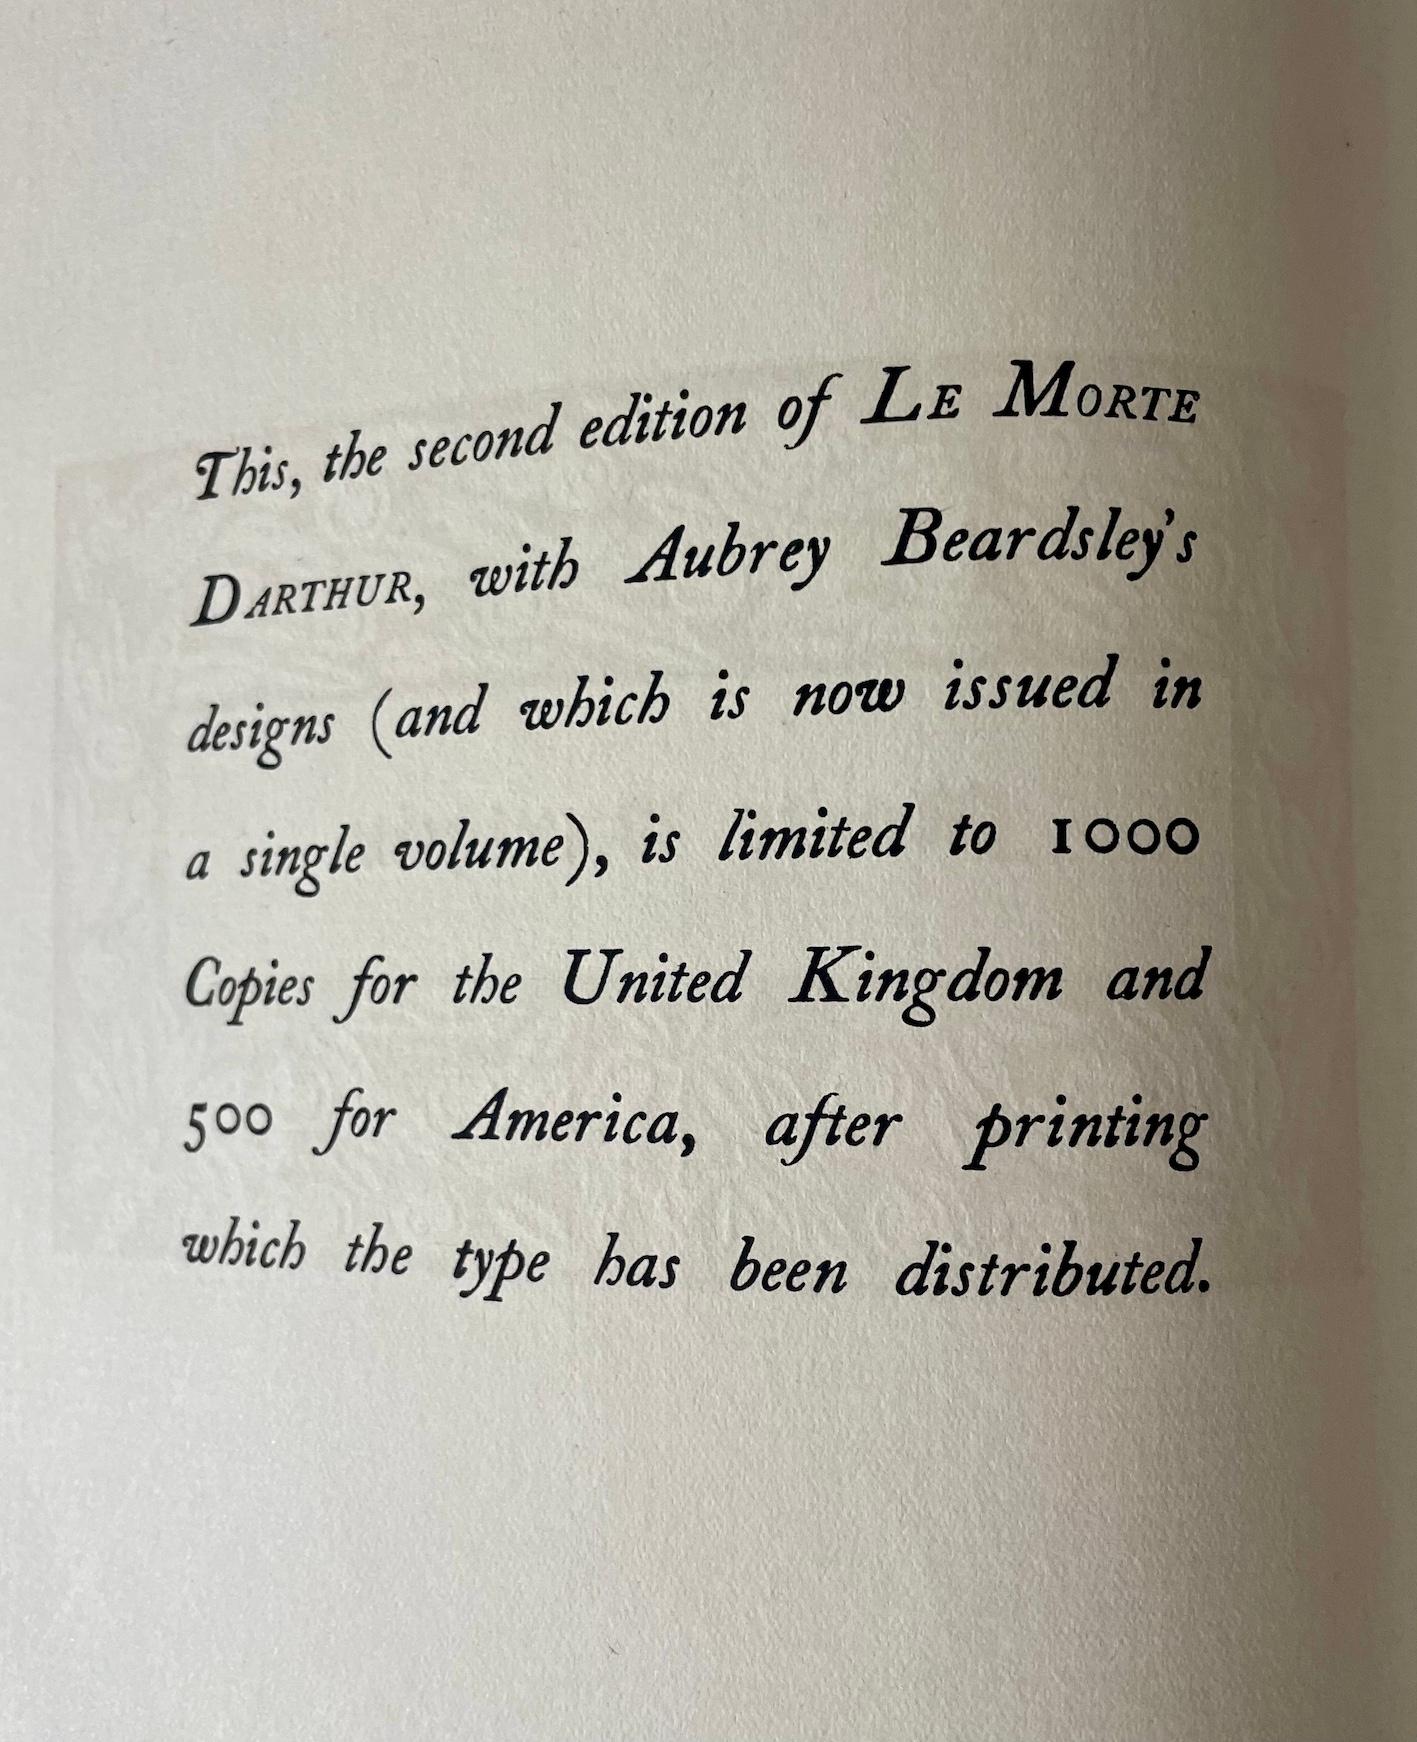 This, the second edition of LE MORTE
DARTHUR, with Aubrey Beardsley's
designs (and which is now issued in
a single volume), is limited to 1000
Copies for the United Kingdom and
500 for America, after printing
which the type has been distributed.